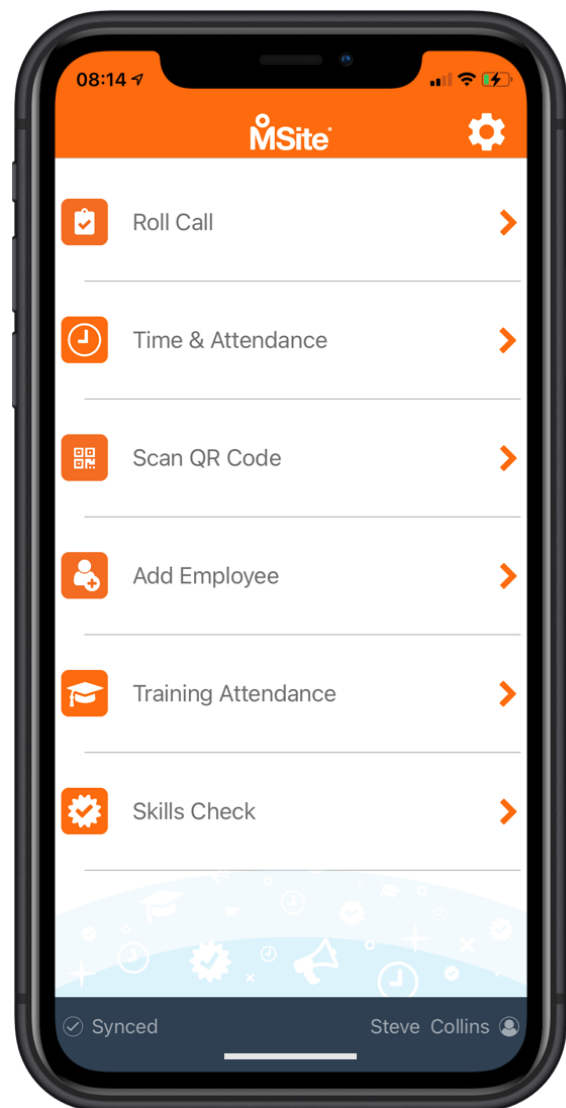 08:14
MSite
Roll Call
Time & Attendance
Scan QR Code
Add Employee
Training Attendance
Skills Check
Synced
Steve Collins